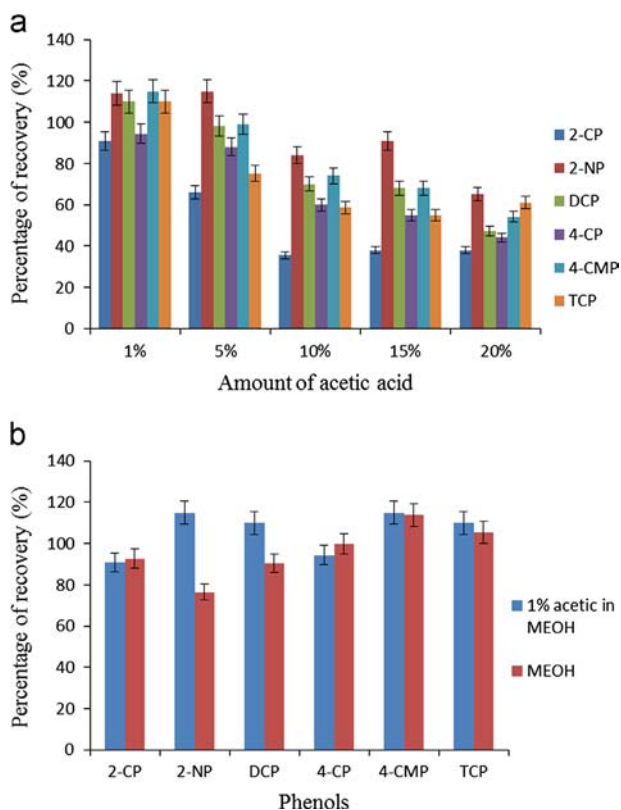 a
Percentage of recovery (%)
140
120
100
80
60
40
20
0
1% 5% 10% 15% 20%
Amount of acetic acid
2-CP
2-NP
DCP
4-CP
4-CMP
TCP
b
Percentage of recovery (%)
140
120
100
80
60
40
20
0
2-CP 2-NP DCP 4-CP 4-CMP TCP
Phenols
1% acetic in
MEOH
MEOH